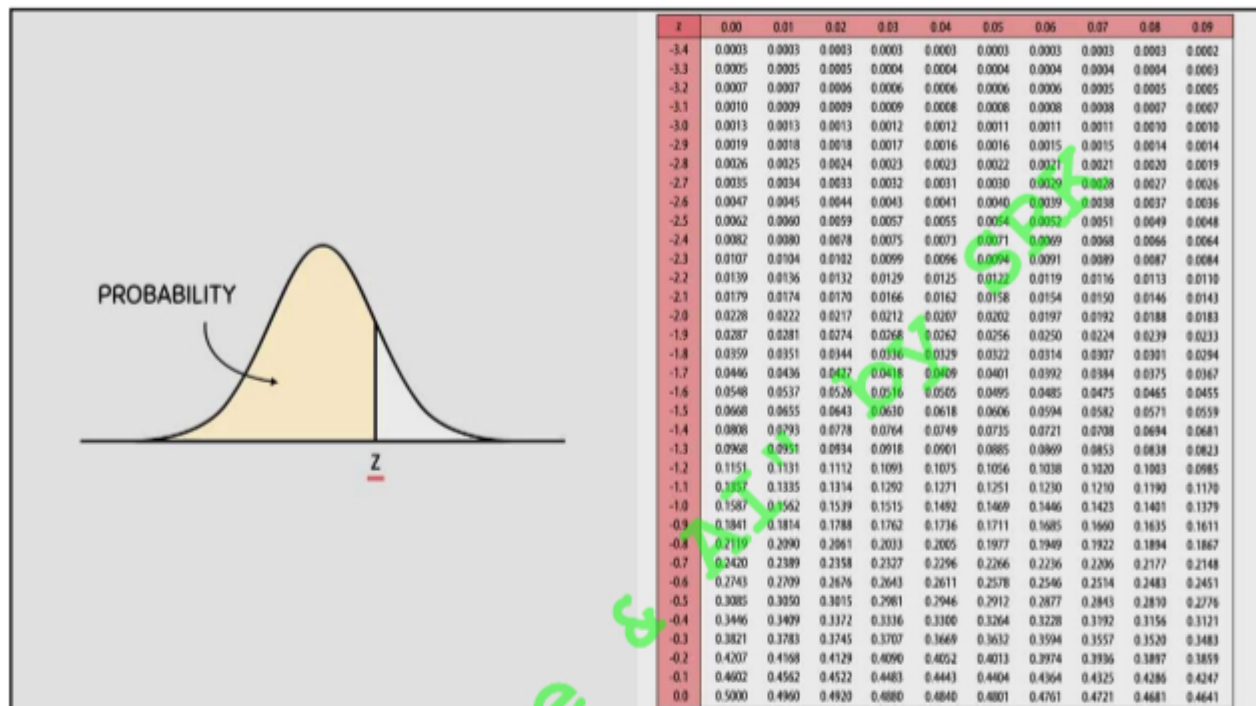 PROBABILITY
Z
z 0.00 0.01 0.02 0.03 0.04 0.05 0.06 0.07 0.08 0.09
-3.4 0.0003 0.0003 0.0003 0.0003 0.0003 0.0003 0.0003 0.0003 0.0003 0.0002
-3.3 0.0005 0.0005 0.0005 0.0004 0.0004 0.0004 0.0004 0.0004 0.0004 0.0003
-3.2 0.0007 0.0007 0.0006 0.0006 0.0006 0.0006 0.0006 0.0005 0.0005 0.0005
-3.1 0.0010 0.0009 0.0009 0.0009 0.0008 0.0008 0.0008 0.0008 0.0007 0.0007
-3.0 0.0013 0.0013 0.0013 0.0012 0.0012 0.0011 0.0011 0.0011 0.0010 0.0010
-2.9 0.0019 0.0018 0.0018 0.0017 0.0016 0.0016 0.0015 0.0015 0.0014 0.0014
-2.8 0.0026 0.0025 0.0024 0.0023 0.0023 0.0022 0.0021 0.0021 0.0020 0.0019
-2.7 0.0035 0.0034 0.0033 0.0032 0.0031 0.0030 0.0029 0.0028 0.0027 0.0026
-2.6 0.0047 0.0045 0.0044 0.0043 0.0041 0.0040 0.0039 0.0038 0.0037 0.0036
-2.5 0.0062 0.0060 0.0059 0.0057 0.0055 0.0054 0.0052 0.0051 0.0049 0.0048
-2.4 0.0082 0.0080 0.0078 0.0075 0.0073 0.0071 0.0069 0.0068 0.0066 0.0064
-2.3 0.0107 0.0104 0.0102 0.0099 0.0096 0.0094 0.0091 0.0089 0.0087 0.0084
-2.2 0.0139 0.0136 0.0132 0.0129 0.0125 0.0122 0.0119 0.0116 0.0113 0.0110
-2.1 0.0179 0.0174 0.0170 0.0166 0.0162 0.0158 0.0154 0.0150 0.0146 0.0143
-2.0 0.0228 0.0222 0.0217 0.0212 0.0207 0.0202 0.0197 0.0192 0.0188 0.0183
-1.9 0.0287 0.0281 0.0274 0.0268 0.0262 0.0256 0.0250 0.0224 0.0239 0.0233
-1.8 0.0359 0.0351 0.0344 0.0336 0.0329 0.0322 0.0314 0.0307 0.0301 0.0294
-1.7 0.0446 0.0436 0.0427 0.0418 0.0409 0.0401 0.0392 0.0384 0.0375 0.0367
-1.6 0.0548 0.0537 0.0526 0.0516 0.0505 0.0495 0.0485 0.0475 0.0465 0.0455
-1.5 0.0668 0.0655 0.0643 0.0630 0.0618 0.0606 0.0594 0.0582 0.0571 0.0559
-1.4 0.0808 0.0793 0.0778 0.0764 0.0749 0.0735 0.0721 0.0708 0.0694 0.0681
-1.3 0.0968 0.0951 0.0934 0.0918 0.0901 0.0885 0.0869 0.0853 0.0838 0.0823
-1.2 0.1151 0.1131 0.1112 0.1093 0.1075 0.1056 0.1038 0.1020 0.1003 0.0985
-1.1 0.1357 0.1335 0.1314 0.1292 0.1271 0.1251 0.1230 0.1210 0.1190 0.1170
-1.0 0.1587 0.1562 0.1539 0.1515 0.1492 0.1469 0.1446 0.1423 0.1401 0.1379
-0.9 0.1841 0.1814 0.1788 0.1762 0.1736 0.1711 0.1685 0.1660 0.1635 0.1611
-0.8 0.2119 0.2090 0.2061 0.2033 0.2005 0.1977 0.1949 0.1922 0.1894 0.1867
-0.7 0.2420 0.2389 0.2358 0.2327 0.2296 0.2266 0.2236 0.2206 0.2177 0.2148
-0.6 0.2743 0.2709 0.2676 0.2643 0.2611 0.2578 0.2546 0.2514 0.2483 0.2451
-0.5 0.3085 0.3050 0.3015 0.2981 0.2946 0.2912 0.2877 0.2843 0.2810 0.2776
-0.4 0.3446 0.3409 0.3372 0.3336 0.3300 0.3264 0.3228 0.3192 0.3156 0.3121
-0.3 0.3821 0.3783 0.3745 0.3707 0.3669 0.3632 0.3594 0.3557 0.3520 0.3483
-0.2 0.4207 0.4168 0.4129 0.4090 0.4052 0.4013 0.3974 0.3936 0.3897 0.3859
-0.1 0.4602 0.4562 0.4522 0.4483 0.4443 0.4404 0.4364 0.4325 0.4286 0.4247
0.0 0.5000 0.4960 0.4920 0.4880 0.4840 0.4801 0.4761 0.4721 0.4681 0.4641
e & AI" by SRK